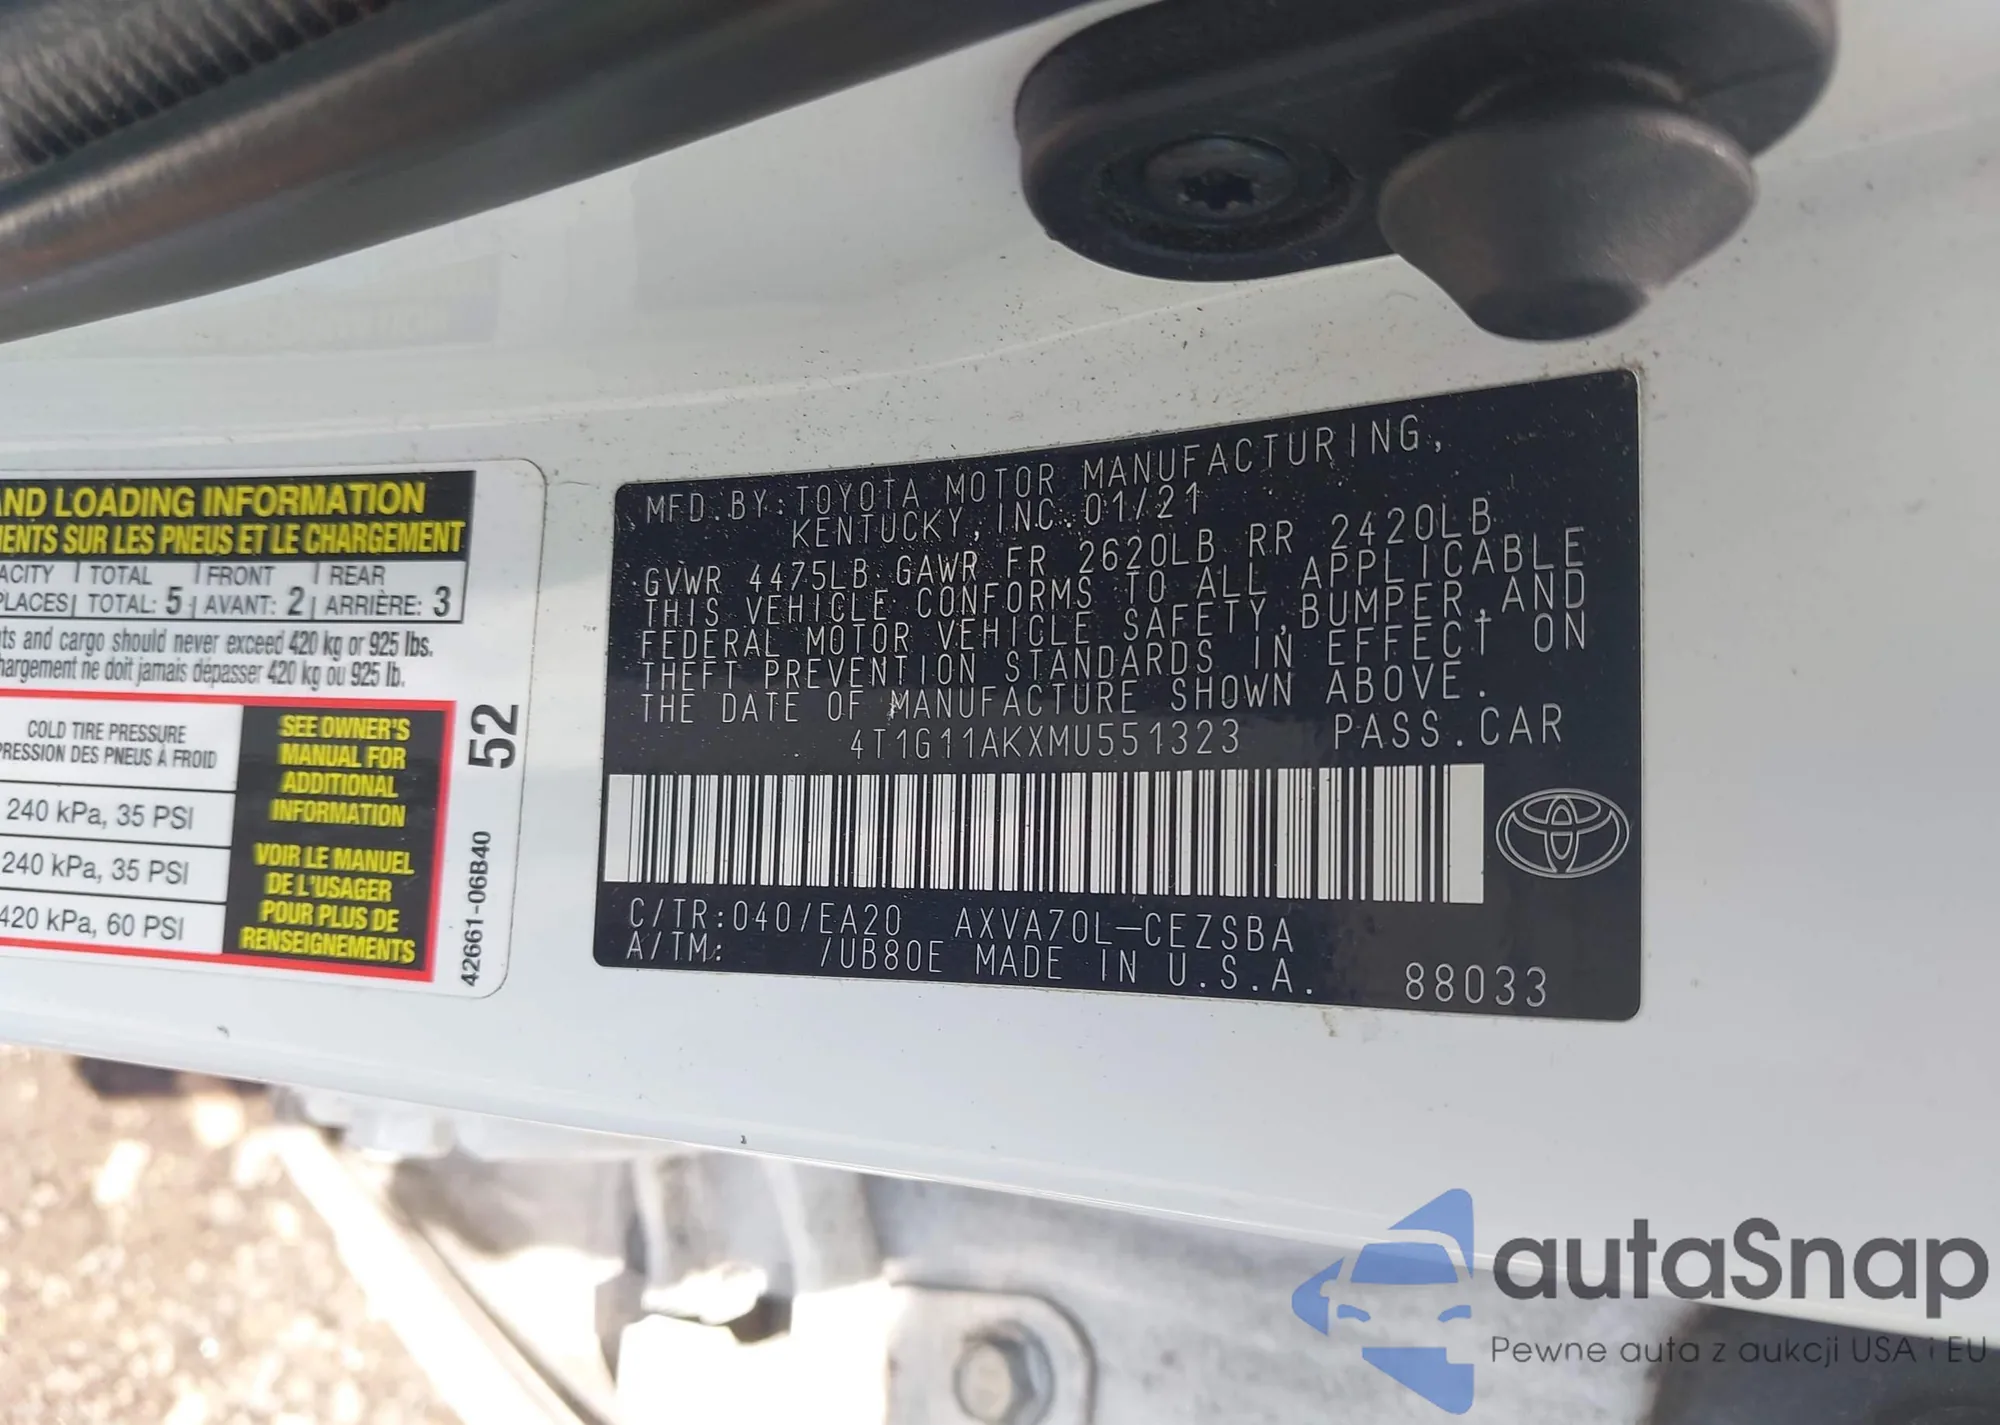 AND LOADING INFORMATION
SUR LES PNEUS ET LE CHARGEMENT
TOTAL FRONT REAR
PLACES TOTAL: 5 AVANT: 2 ARRIÈRE: 3
and cargo should never exceed 420 kg or 925 lbs.
ne doit jamais dépasser 420 kg ou 925 lb.
COLD TIRE PRESSURE
PRESSION DES PNEUS À FROID
240 kPa, 35 PSI
240 kPa, 35 PSI
420 kPa, 60 PSI
SEE OWNER'S
MANUAL FOR
ADDITIONAL
INFORMATION
VOIR LE MANUEL
DE L'USAGER
POUR PLUS DE
RENSEIGNEMENTS
52
42661-06B40
MFD.BY:TOYOTA MOTOR MANUFACTURING,
KENTUCKY,INC.01/21
GVWR 4475LB GAWR FR 2620LB RR 2420LB
THIS VEHICLE CONFORMS TO ALL APPLICABLE
FEDERAL MOTOR VEHICLE SAFETY,BUMPER,AND
THEFT PREVENTION STANDARDS IN EFFECT ON
THE DATE OF MANUFACTURE SHOWN ABOVE.
4T1G11AKXMU551323 PASS.CAR
C/TR:040/EA20 AXVA70L-CEZSBA
A/TM: /UB80E MADE IN U.S.A.
88033
autaSnap
Pewne auta z aukcji USA i EU